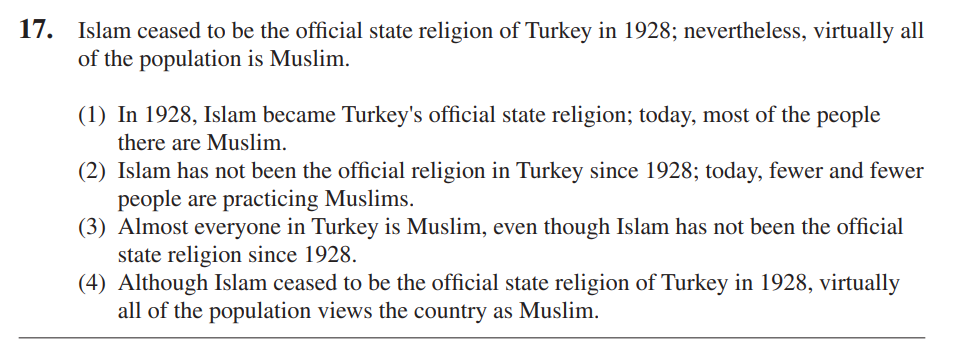 17. Islam ceased to be the official state religion of Turkey in 1928; nevertheless, virtually all
of the population is Muslim.
(1) In 1928, Islam became Turkey's official state religion; today, most of the people
there are Muslim.
(2) Islam has not been the official religion in Turkey since 1928; today, fewer and fewer
people are practicing Muslims.
(3) Almost everyone in Turkey is Muslim, even though Islam has not been the official
state religion since 1928.
(4) Although Islam ceased to be the official state religion of Turkey in 1928, virtually
all of the population views the country as Muslim.